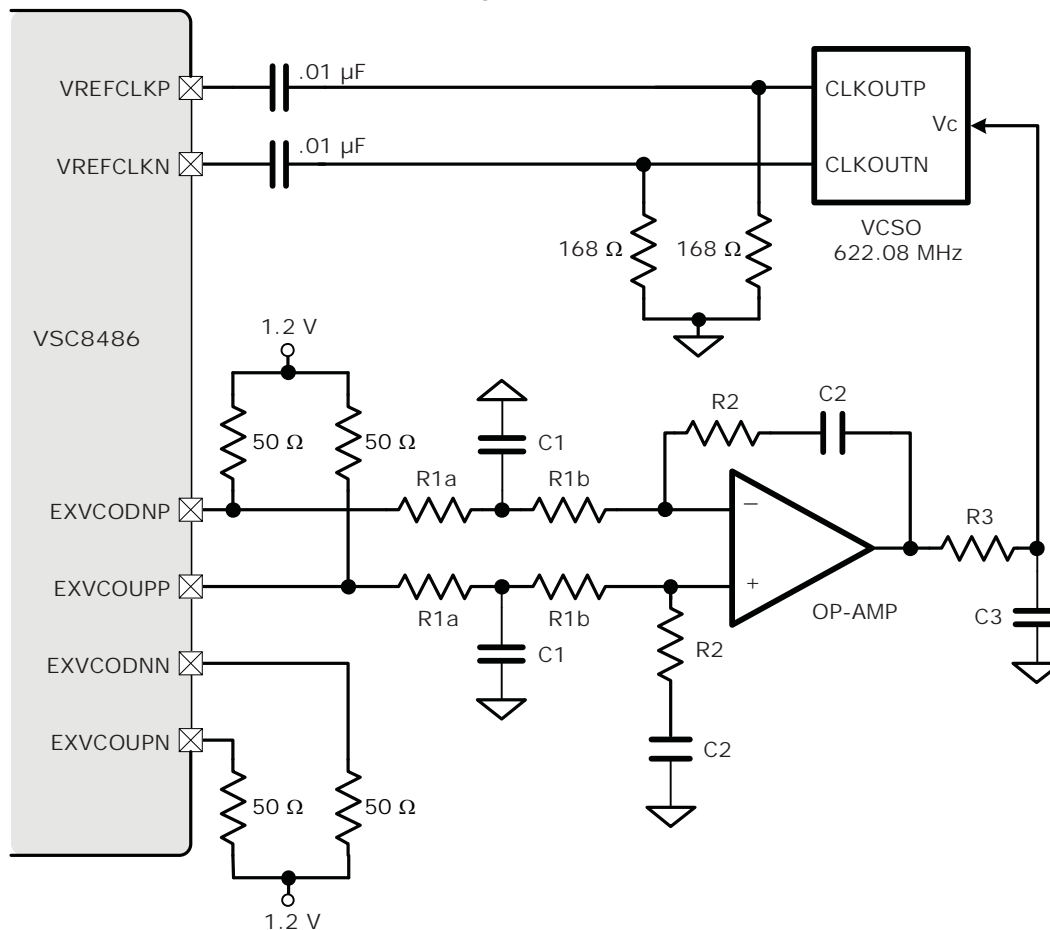 VREFCLKP
.01 µF
CLKOUTP
Vc
VREFCLKN
.01 µF
CLKOUTN
168 Ω
168 Ω
VCSO
622.08 MHz
VSC8486
1.2 V
50 Ω
50 Ω
C1
R2
C2
R1a
R1b
EXVCODNP
−
R3
EXVCOUPP
+
R1a
R1b
OP-AMP
C3
C1
R2
EXVCODNN
EXVCOUPN
C2
50 Ω
50 Ω
1.2 V